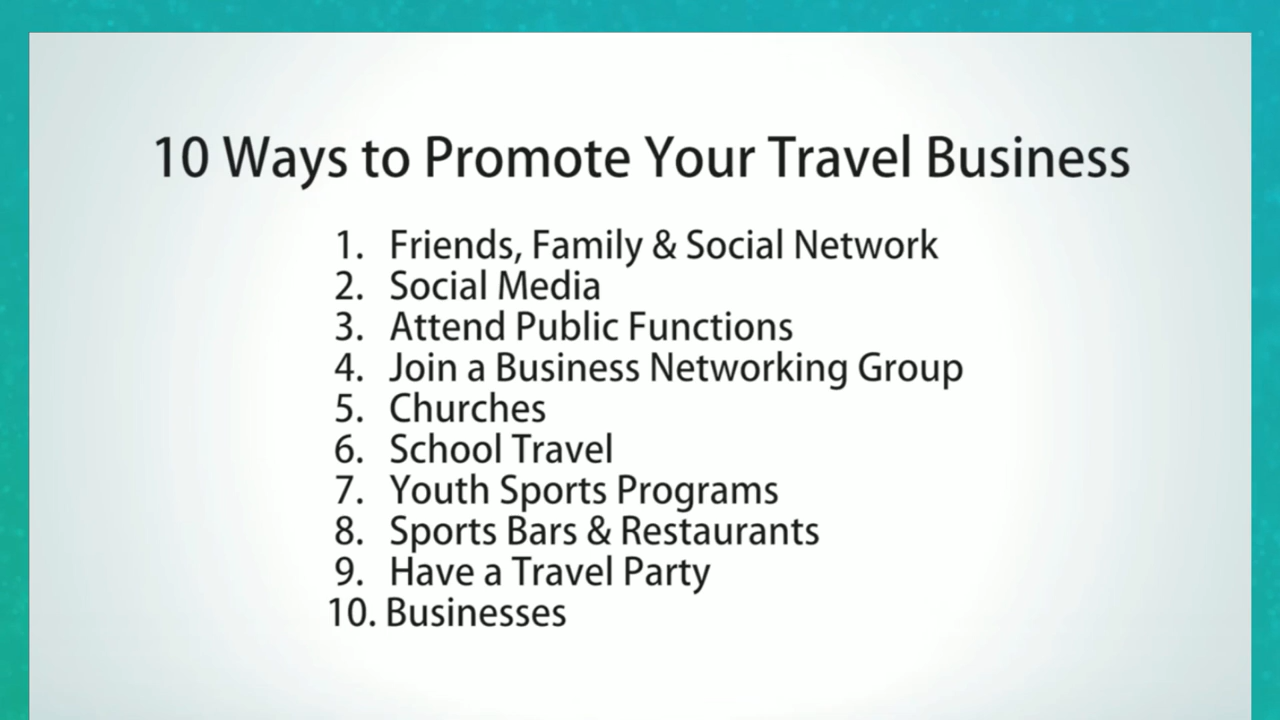 10 Ways to Promote Your Travel Business
1. Friends, Family & Social Network
2. Social Media
3. Attend Public Functions
4. Join a Business Networking Group
5. Churches
6. School Travel
7. Youth Sports Programs
8. Sports Bars & Restaurants
9. Have a Travel Party
10. Businesses